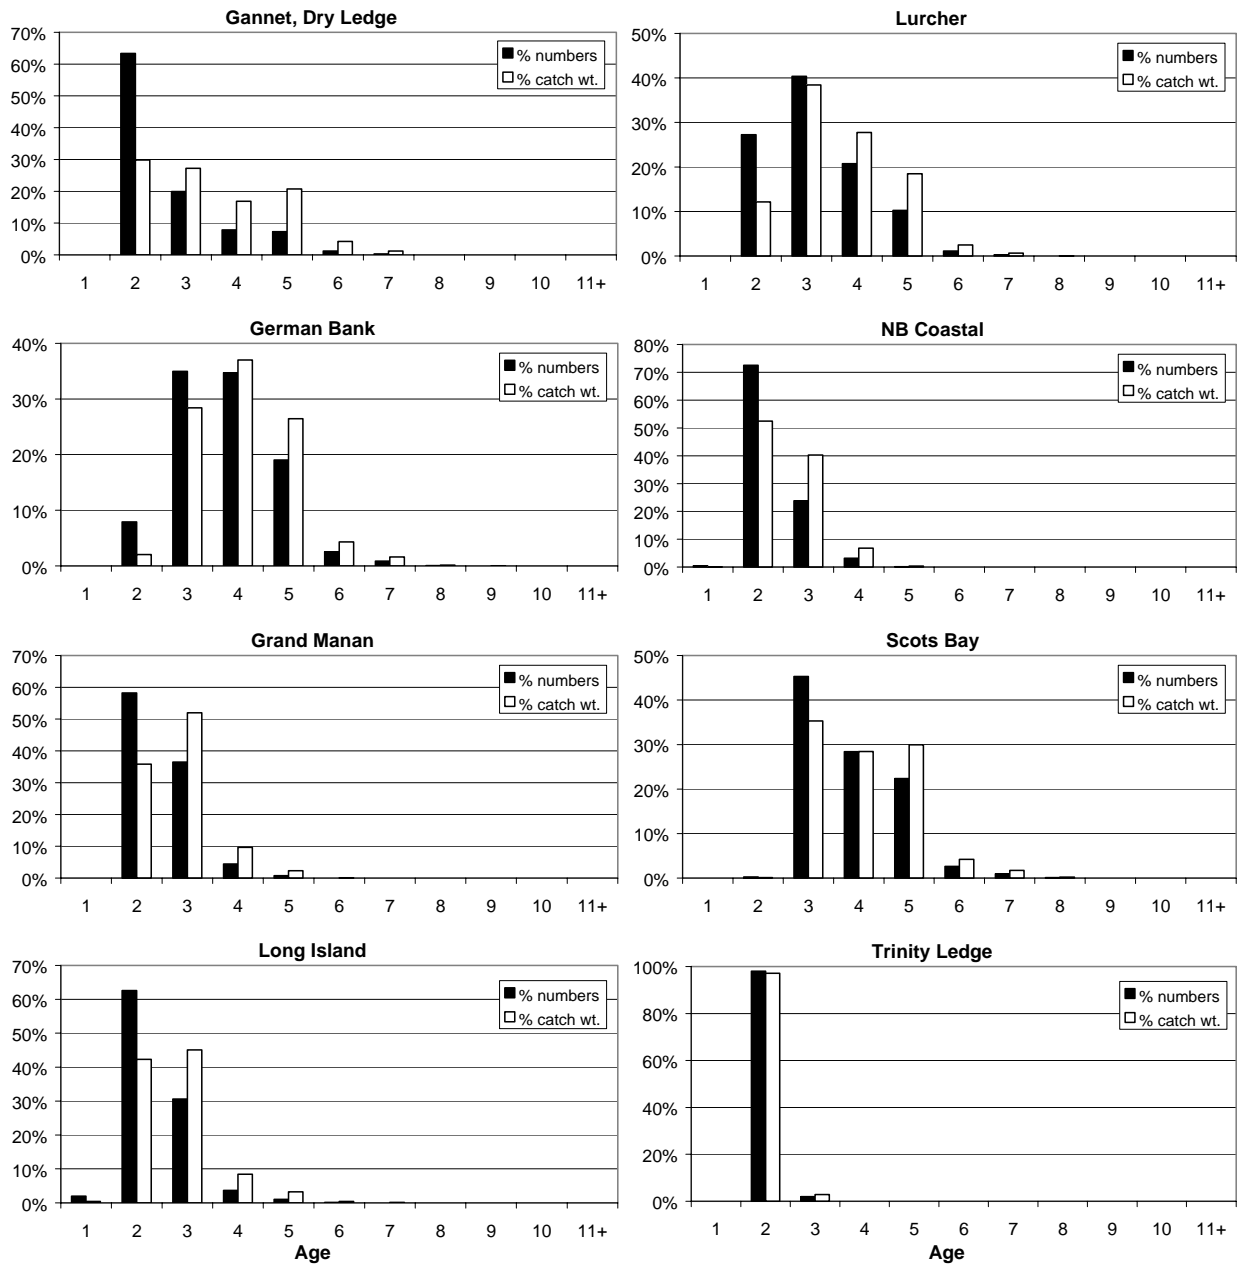 Gannet, Dry Ledge
70%
60%
50%
40%
30%
20%
10%
0%
% numbers
% catch wt.
1 2 3 4 5 6 7 8 9 10 11+
Lurcher
50%
40%
30%
20%
10%
0%
% numbers
% catch wt.
1 2 3 4 5 6 7 8 9 10 11+
German Bank
40%
30%
20%
10%
0%
% numbers
% catch wt.
1 2 3 4 5 6 7 8 9 10 11+
NB Coastal
80%
70%
60%
50%
40%
30%
20%
10%
0%
% numbers
% catch wt.
1 2 3 4 5 6 7 8 9 10 11+
Grand Manan
70%
60%
50%
40%
30%
20%
10%
0%
% numbers
% catch wt.
1 2 3 4 5 6 7 8 9 10 11+
Scots Bay
50%
40%
30%
20%
10%
0%
% numbers
% catch wt.
1 2 3 4 5 6 7 8 9 10 11+
Long Island
70%
60%
50%
40%
30%
20%
10%
0%
% numbers
% catch wt.
1 2 3 4 5 6 7 8 9 10 11+
Age
Trinity Ledge
100%
80%
60%
40%
20%
0%
% numbers
% catch wt.
1 2 3 4 5 6 7 8 9 10 11+
Age